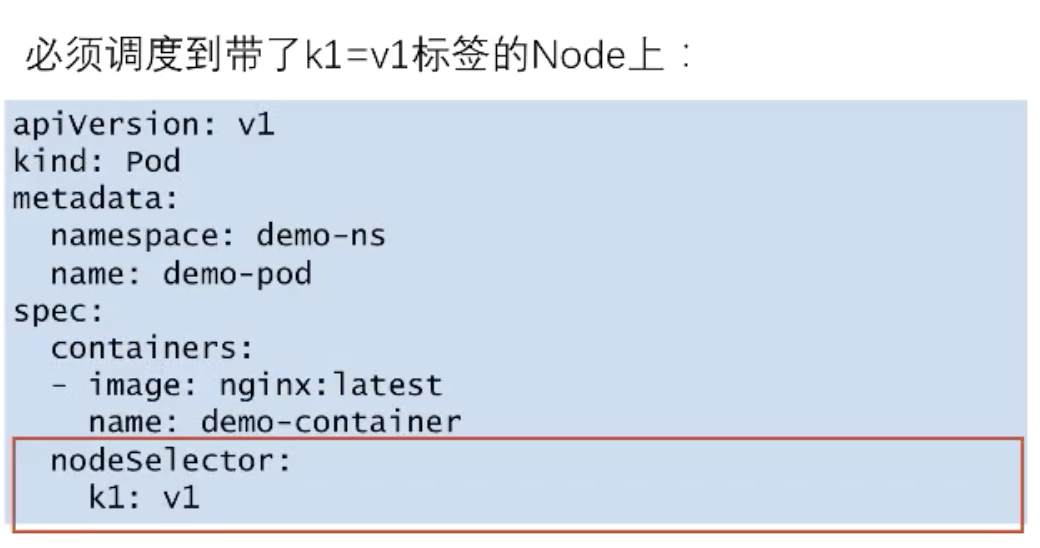 必须调度到带了k1=v1标签的Node上：
apiVersion: v1
kind: Pod
metadata:
  namespace: demo-ns
  name: demo-pod
spec:
  containers:
  - image: nginx:latest
    name: demo-container
  nodeSelector:
    k1: v1